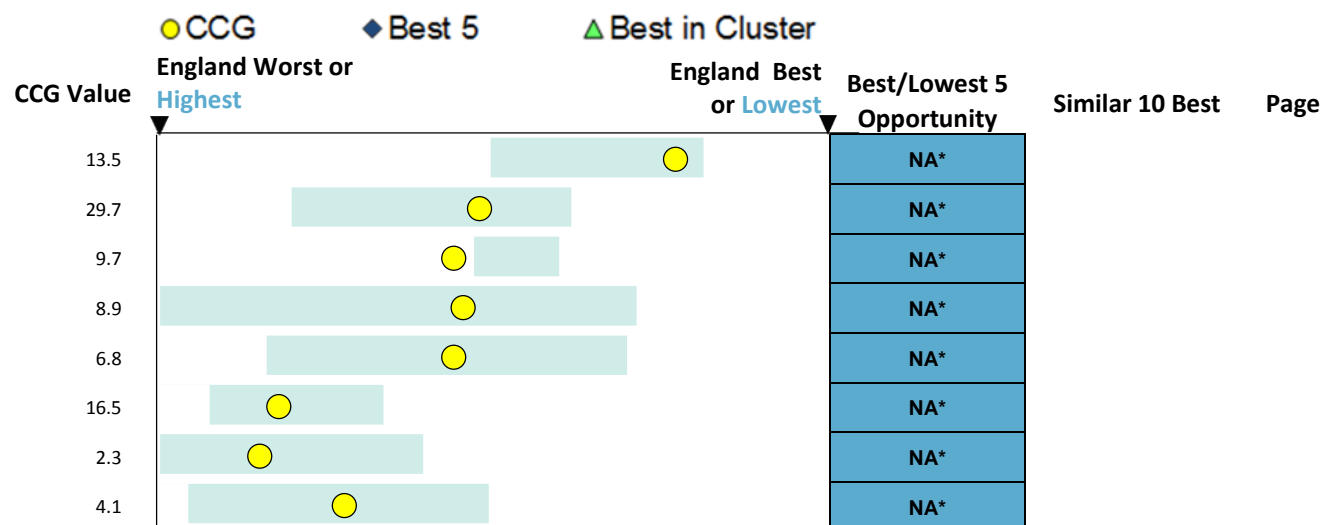 CCG Best 5 Best in Cluster
CCG Value
England Worst or
Highest
England Best
or Lowest
Best/Lowest 5
Opportunity
Similar 10 Best
Page
13.5 NA*
29.7 NA*
9.7 NA*
8.9 NA*
6.8 NA*
16.5 NA*
2.3 NA*
4.1 NA*